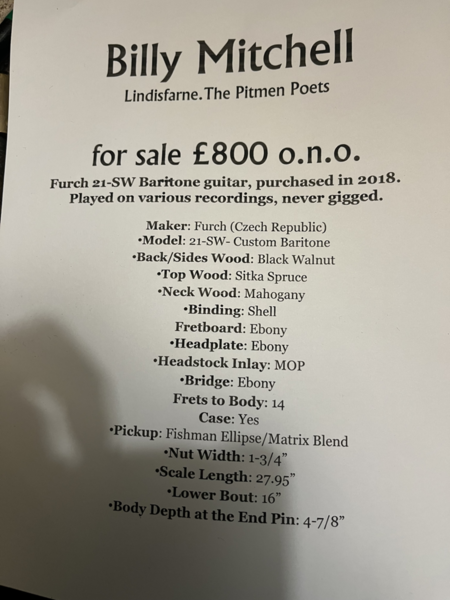 Billy Mitchell
Lindisfarne. The Pitmen Poets
for sale £800 o.n.o.
Furch 21-SW Baritone guitar, purchased in 2018.
Played on various recordings, never gigged.
Maker: Furch (Czech Republic)
•Model: 21-SW- Custom Baritone
•Back/Sides Wood: Black Walnut
•Top Wood: Sitka Spruce
•Neck Wood: Mahogany
•Binding: Shell
Fretboard: Ebony
•Headplate: Ebony
•Headstock Inlay: MOP
•Bridge: Ebony
Frets to Body: 14
Case: Yes
•Pickup: Fishman Ellipse/Matrix Blend
•Nut Width: 1-3/4”
•Scale Length: 27.95”
•Lower Bout: 16”
•Body Depth at the End Pin: 4-7/8”